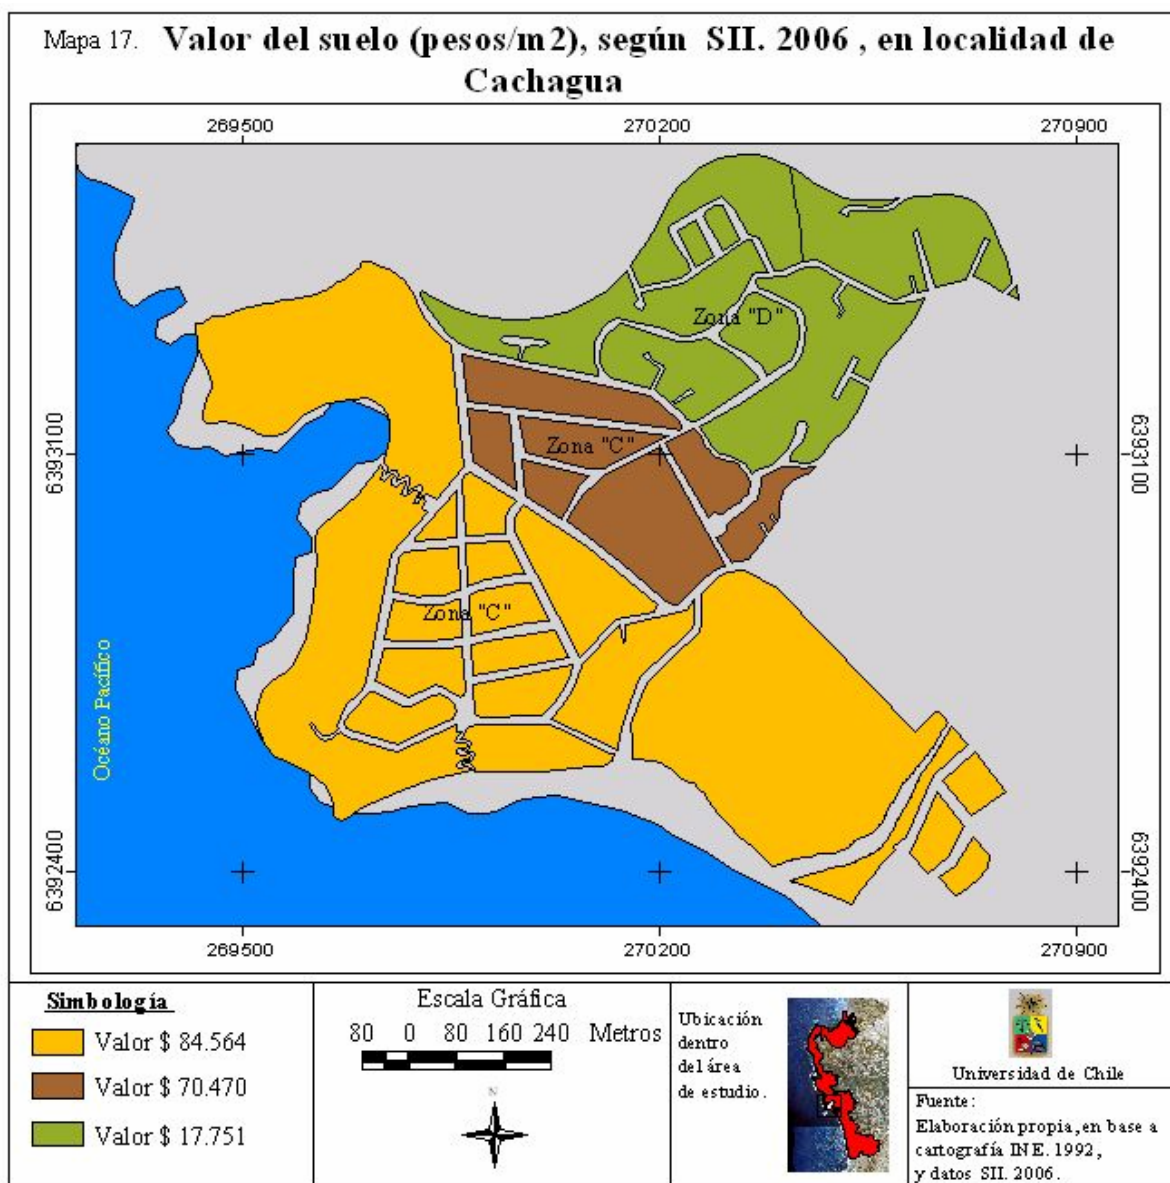 Mapa 17. Valor del suelo (pesos/m2), según SII. 2006 , en localidad de
Cachagua
269500 270200 270900
Zona "D"
Zona "C"
6393100 6393100
Zona "C"
Océano Pacífico
6392400 6392400
269500 270200 270900
Simbología
Valor $ 84.564
Valor $ 70.470
Valor $ 17.751
Escala Gráfica
80 0 80 160 240 Metros
N
Ubicación
dentro
del área
de estudio.
Universidad de Chile
Fuente:
Elaboración propia, en base a
cartografía INE. 1992,
y datos SII. 2006.